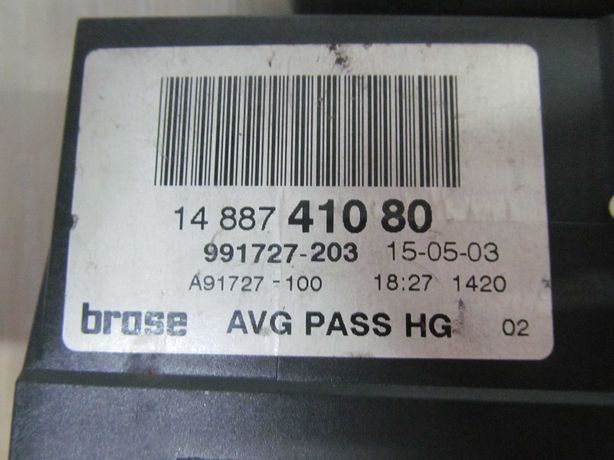 14 887 410 80
991727-203 15-05-03
A91727-100 18:27 1420
brose AVG PASS HG 02